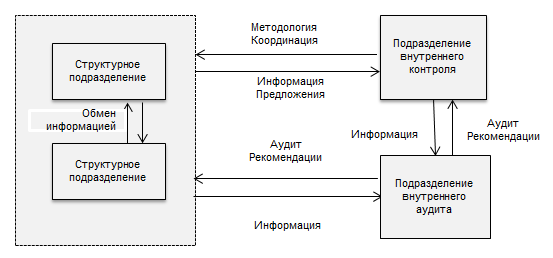 Методология
Координация
Структурное
подразделение
Подразделение
внутреннего
контроля
Информация
Предложения
Обмен
информацией
Аудит
Рекомендации
Информация
Аудит
Рекомендации
Структурное
подразделение
Подразделение
внутреннего
аудита
Информация